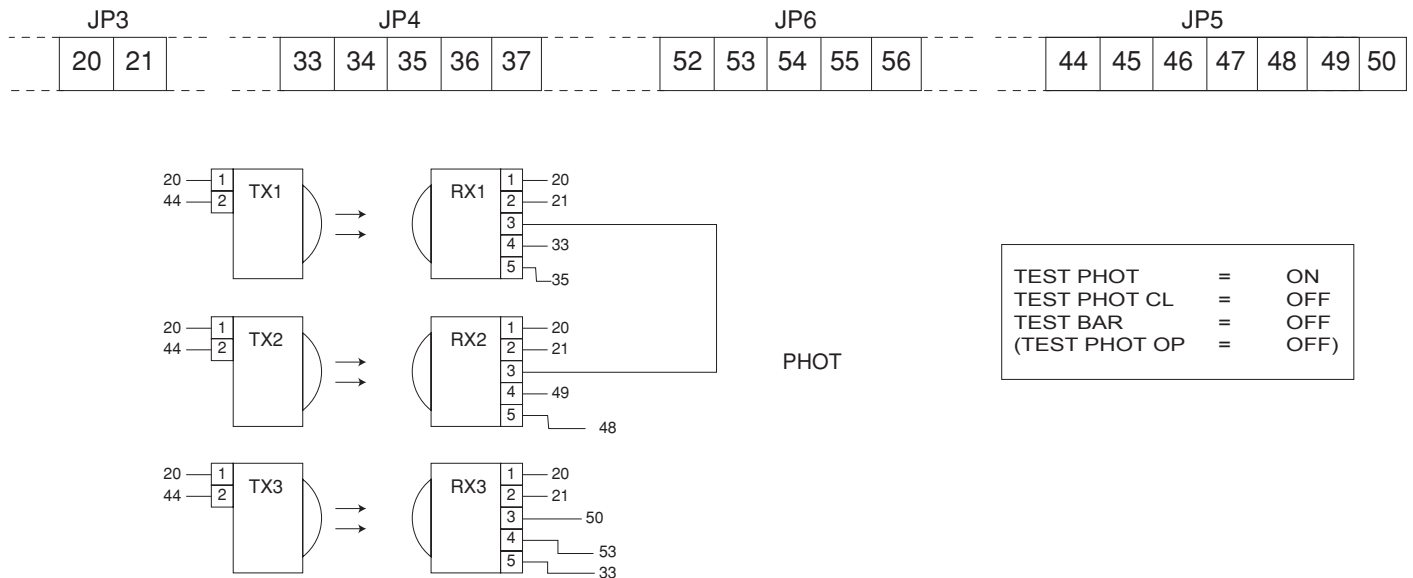 JP3 JP4 JP6 JP5
20 21 33 34 35 36 37 52 53 54 55 56 44 45 46 47 48 49 50
20 1 TX1 RX1 1 20
44 2 2 21
3
4 33
5 35
20 1 TX2 RX2 1 20
44 2 2 21
3
4 49
5 48
PHOT
TEST PHOT = ON
TEST PHOT CL = OFF
TEST BAR = OFF
(TEST PHOT OP = OFF)
20 1 TX3 RX3 1 20
44 2 2 21
3 50
4 53
5 33